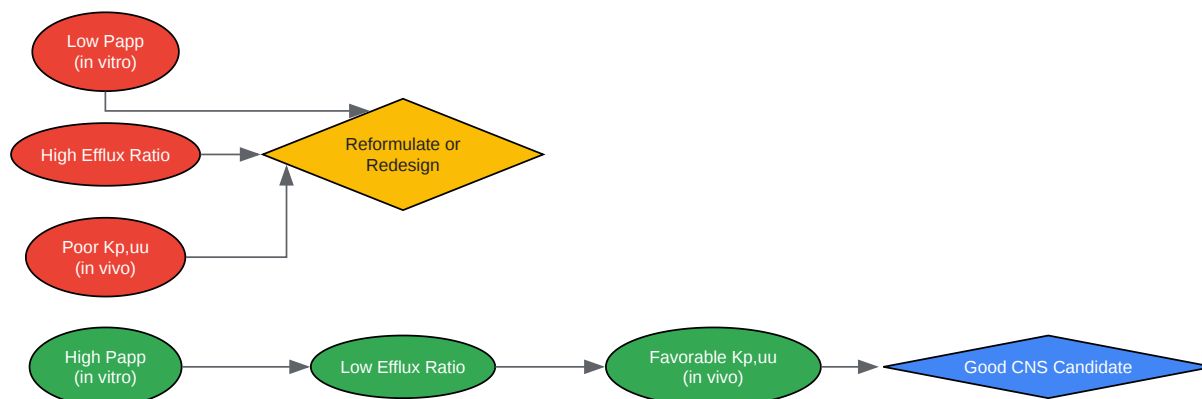 Low Papp
(in vitro)
High Efflux Ratio
Reformulate or
Redesign
Poor Kp,uu
(in vivo)
High Papp
(in vitro)
Low Efflux Ratio
Favorable Kp,uu
(in vivo)
Good CNS Candidate